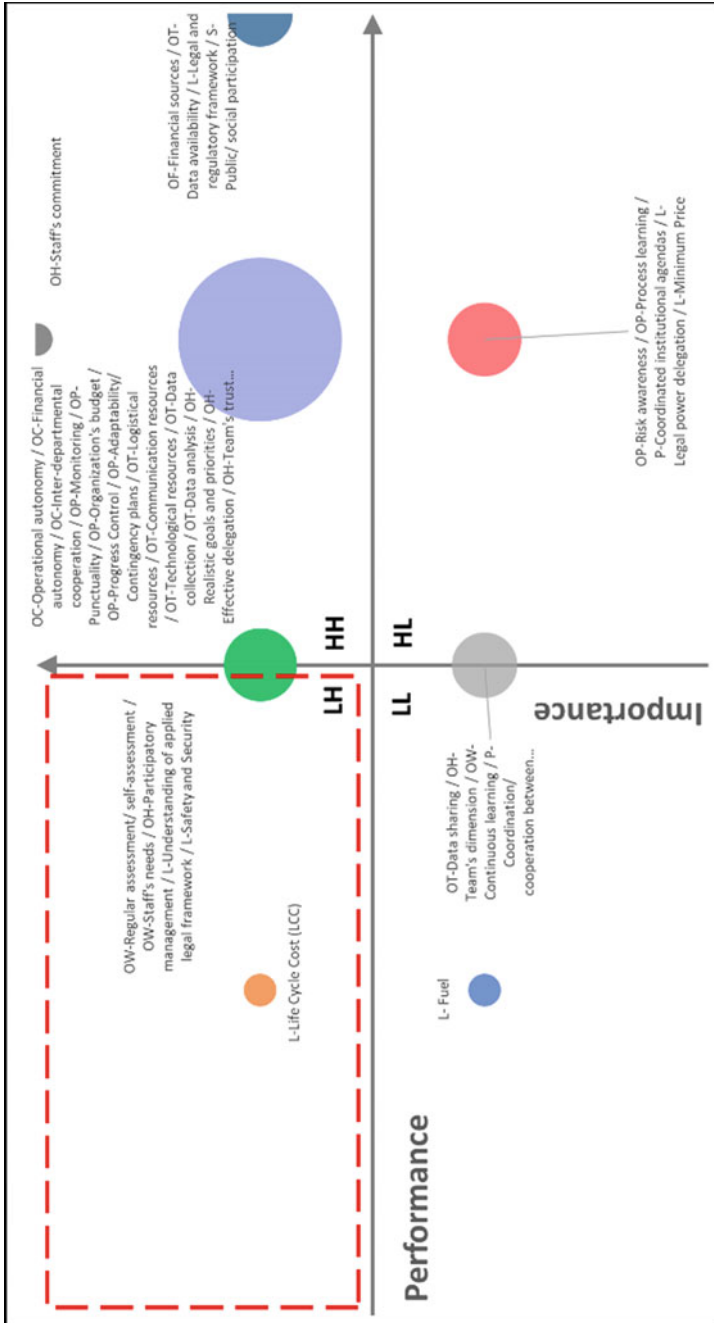 OC-Operational autonomy / OC-Financial
autonomy / OC-Inter-departmental
cooperation / OP-Monitoring / OP-
Punctuality / OP-Organization's budget /
OP-Progress Control / OP-Adaptability/
Contingency plans / OT-Logistical
resources / OT-Communication resources
/ OT-Technological resources / OT-Data
collection / OT-Data analysis / OH-
Realistic goals and priorities / OH-
Effective delegation / OH-Team's trust...
OH-Staff's commitment
OF-Financial sources / OT-
Data availability / L-Legal and
regulatory framework / S-
Public/ social participation
OW-Regular assessment/ self-assessment /
OW-Staff's needs / OH-Participatory
management / L-Understanding of applied
legal framework / L-Safety and Security
L-Life Cycle Cost (LCC)
LH
HH
LL
HL
Performance
Importance
L- Fuel
OT-Data sharing / OH-
Team's dimension / OW-
Continuous learning / P-
Coordination/
cooperation between...
OP-Risk awareness / OP-Process learning /
P-Coordinated institutional agendas / L-
Legal power delegation / L-Minimum Price